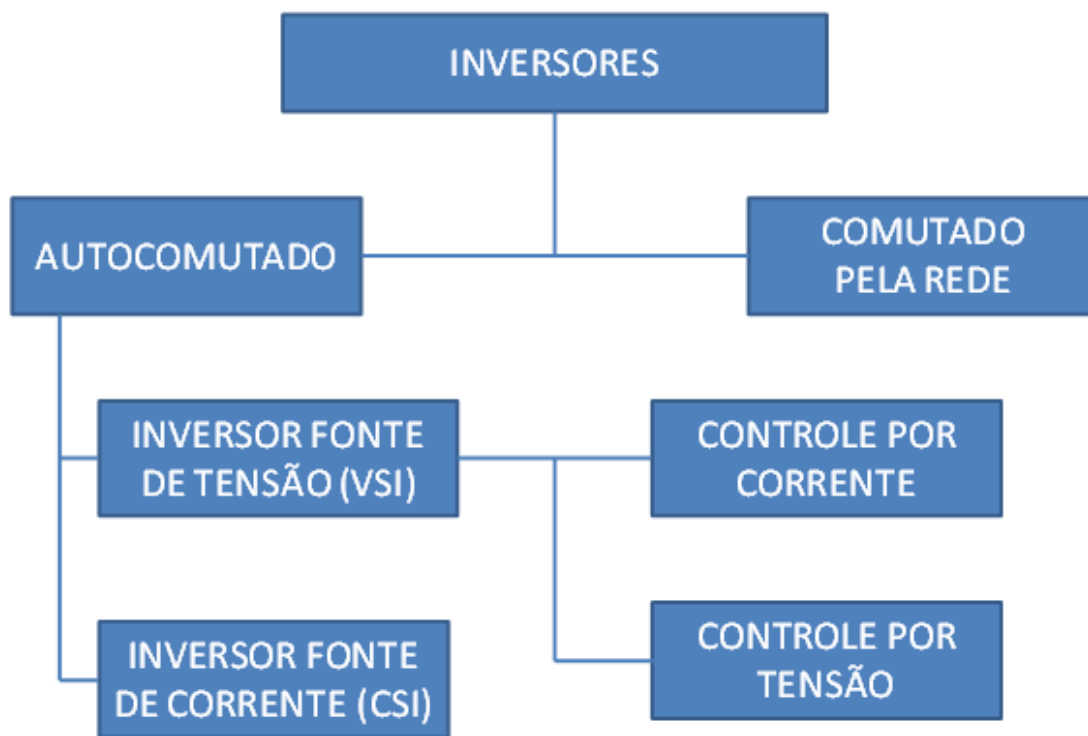 INVERSORES
AUTOCOMUTADO
COMUTADO
PELA REDE
INVERSOR FONTE
DE TENSÃO (VSI)
CONTROLE POR
CORRENTE
INVERSOR FONTE
DE CORRENTE (CSI)
CONTROLE POR
TENSÃO